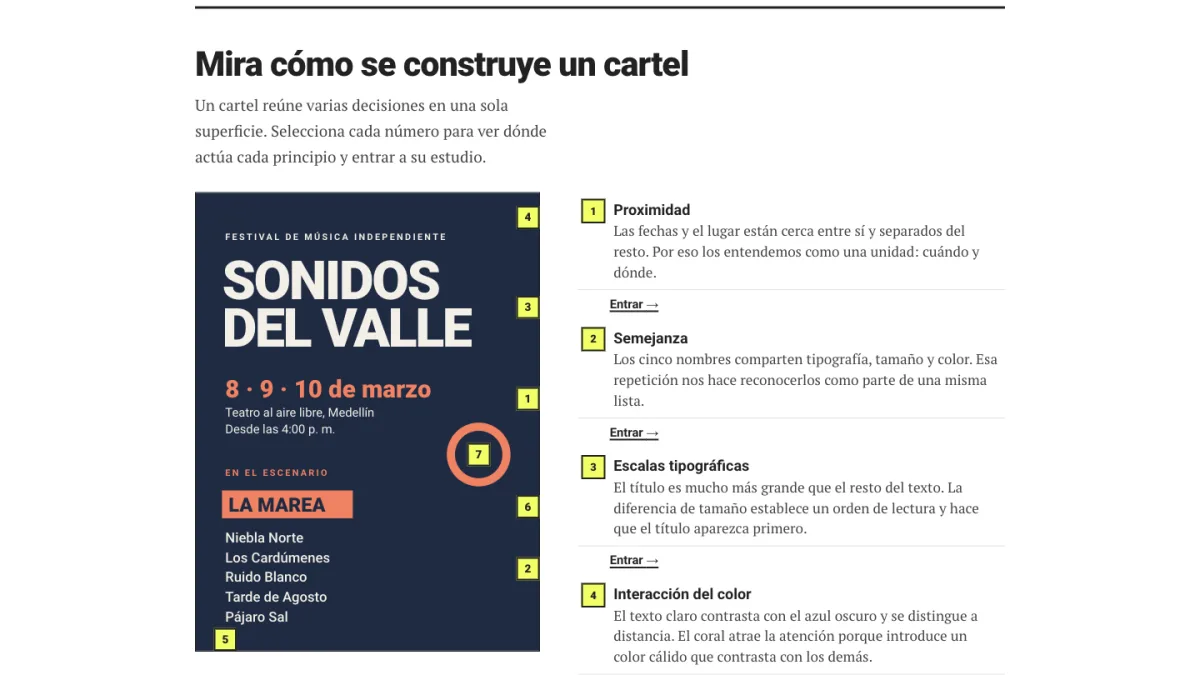 Mira cómo se construye un cartel
Un cartel reúne varias decisiones en una sola
superficie. Selecciona cada número para ver dónde
actúa cada principio y entrar a su estudio.
4
FESTIVAL DE MÚSICA INDEPENDIENTE
SONIDOS
3
DEL VALLE
8 · 9 · 10 de marzo
1
Teatro al aire libre, Medellín
Desde las 4:00 p. m.
7
EN EL ESCENARIO
LA MAREA
6
Niebla Norte
Los Cardúmenes
2
Ruido Blanco
Tarde de Agosto
Pájaro Sal
5
1 Proximidad
Las fechas y el lugar están cerca entre sí y separados del
resto. Por eso los entendemos como una unidad: cuándo y
dónde.
Entrar →
2 Semejanza
Los cinco nombres comparten tipografía, tamaño y color. Esa
repetición nos hace reconocerlos como parte de una misma
lista.
Entrar →
3 Escalas tipográficas
El título es mucho más grande que el resto del texto. La
diferencia de tamaño establece un orden de lectura y hace
que el título aparezca primero.
Entrar →
4 Interacción del color
El texto claro contrasta con el azul oscuro y se distingue a
distancia. El coral atrae la atención porque introduce un
color cálido que contrasta con los demás.